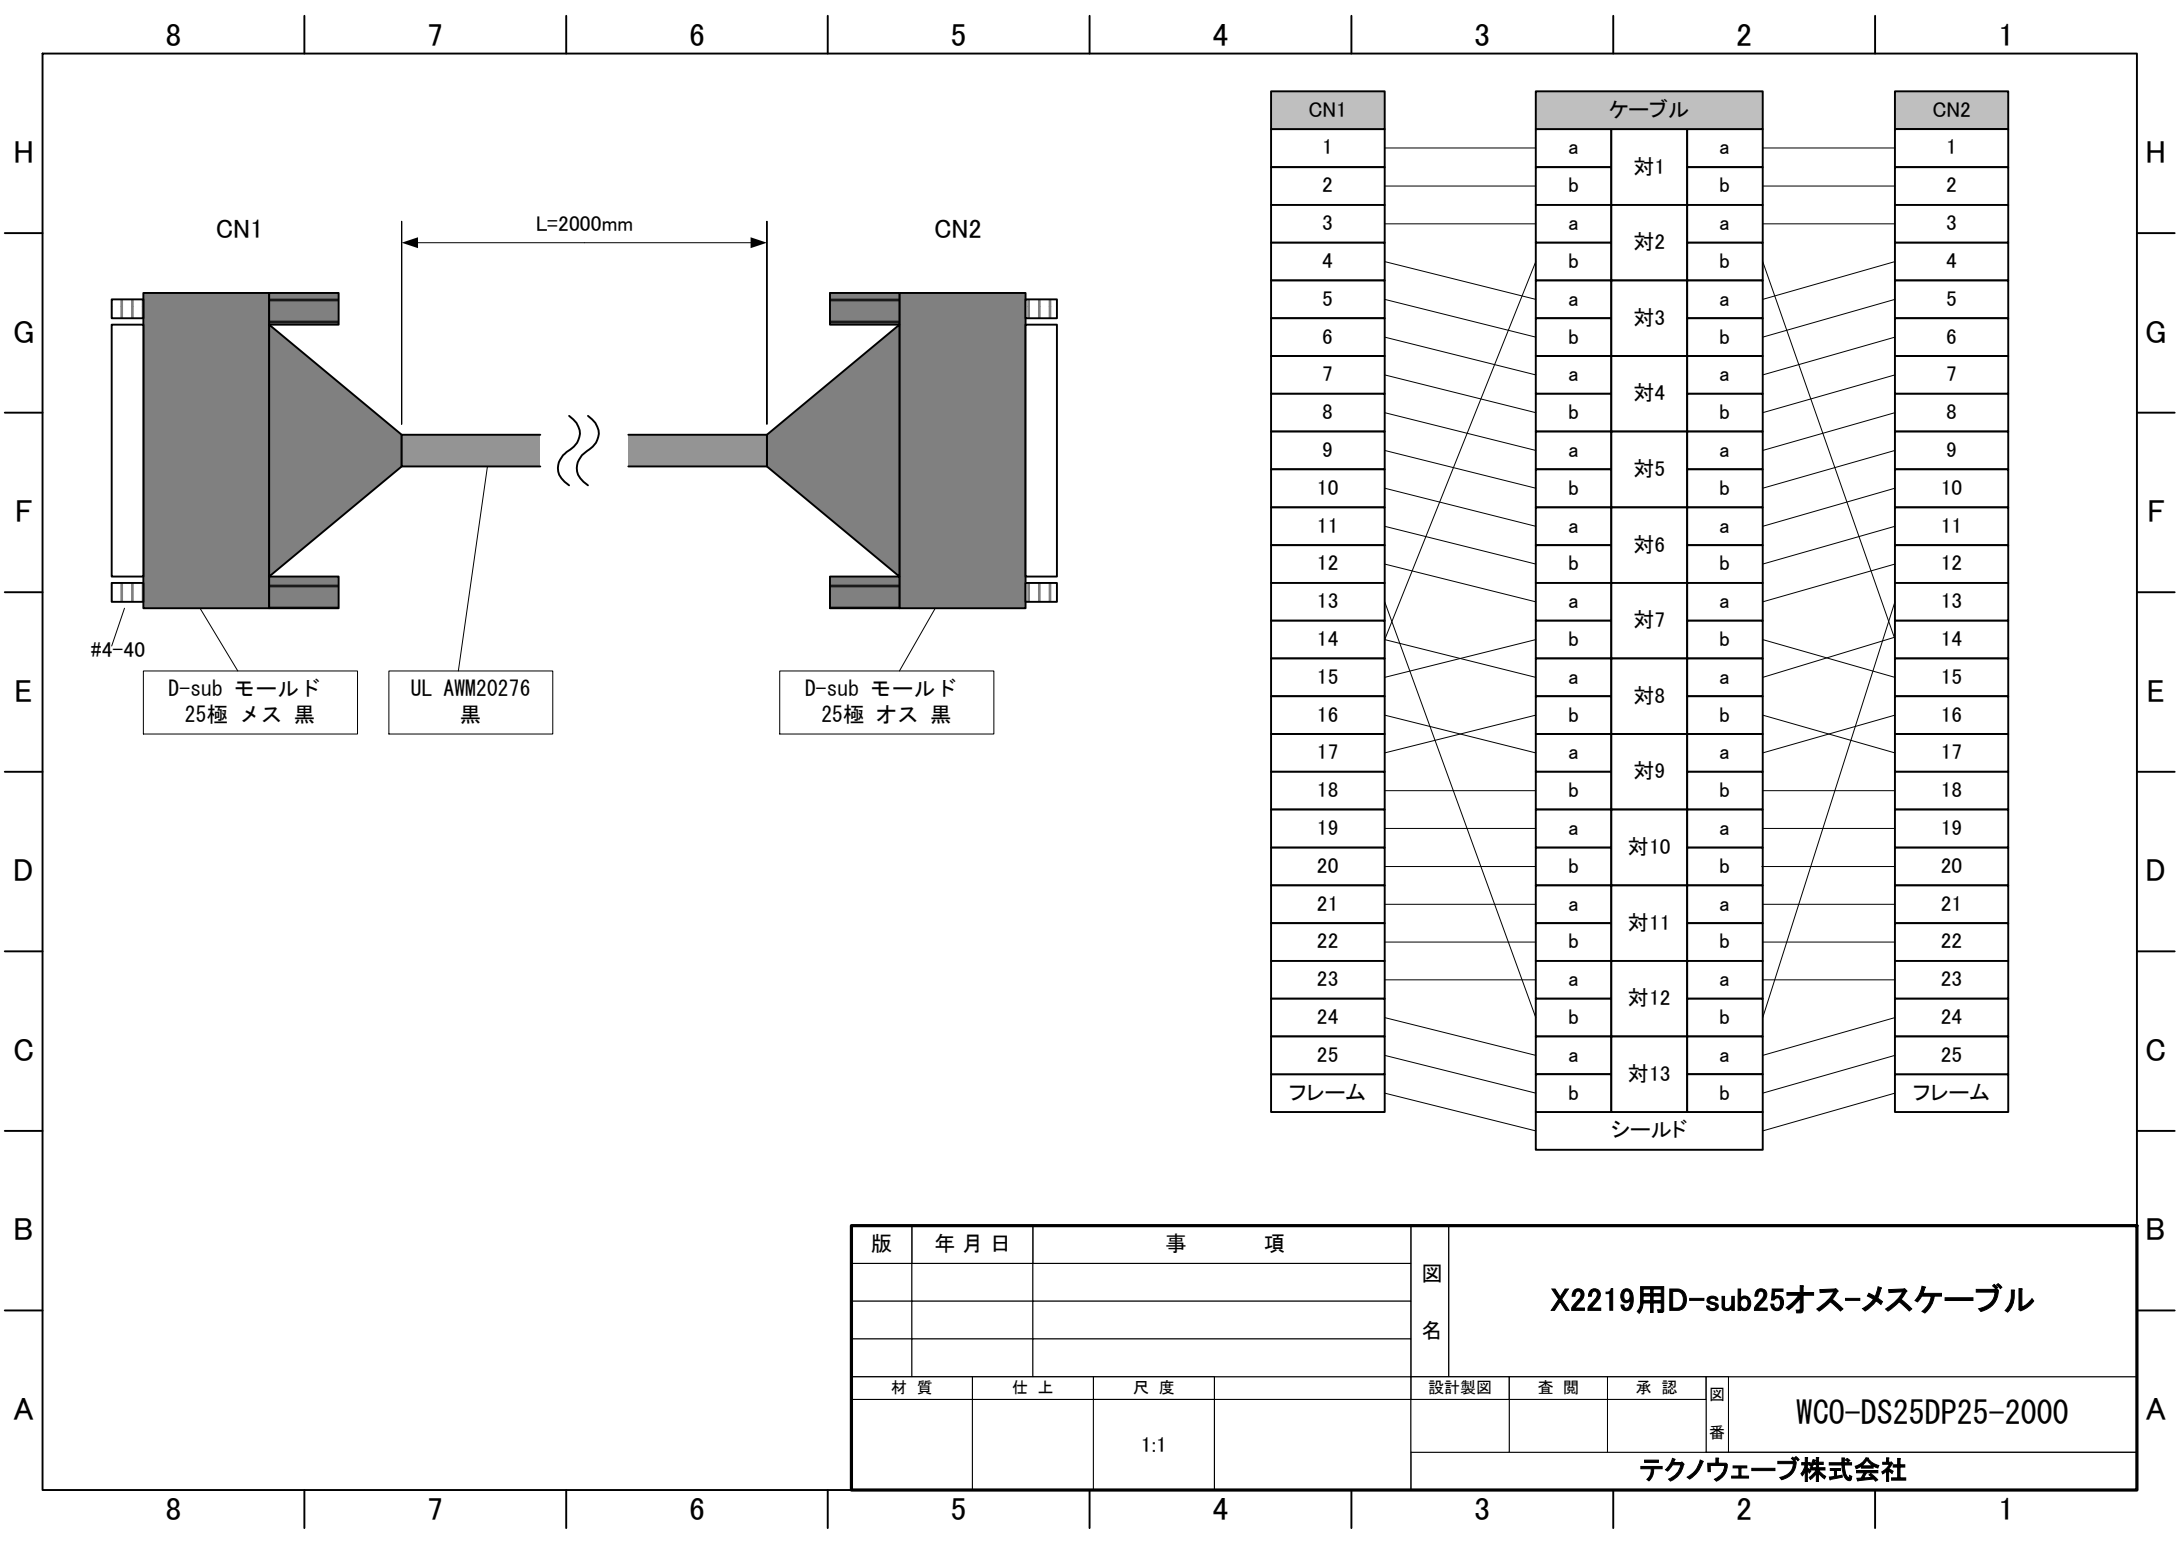 8 7 6 5 4 3 2 1
H
G
F
E
D
C
B
A
CN1
L=2000mm
CN2
#4-40
D-sub モールド
25極 メス 黒
UL AWM20276
黒
D-sub モールド
25極 オス 黒
CN1 ケーブル CN2
1 a 対1 a 1
2 b b 2
3 a 対2 a 3
4 b b 4
5 a 対3 a 5
6 b b 6
7 a 対4 a 7
8 b b 8
9 a 対5 a 9
10 b b 10
11 a 対6 a 11
12 b b 12
13 a 対7 a 13
14 b b 14
15 a 対8 a 15
16 b b 16
17 a 対9 a 17
18 b b 18
19 a 対10 a 19
20 b b 20
21 a 対11 a 21
22 b b 22
23 a 対12 a 23
24 b b 24
25 a 対13 a 25
フレーム b b フレーム
シールド
H
G
F
E
D
C
B
A
版 年月日 事 項
図
名
X2219用D-sub25オス-メスケーブル
材 質 仕 上 尺 度 設計製図 査 閲 承 認
1:1
図
番
WCO-DS25DP25-2000
テクノウェーブ株式会社
8 7 6 5 4 3 2 1